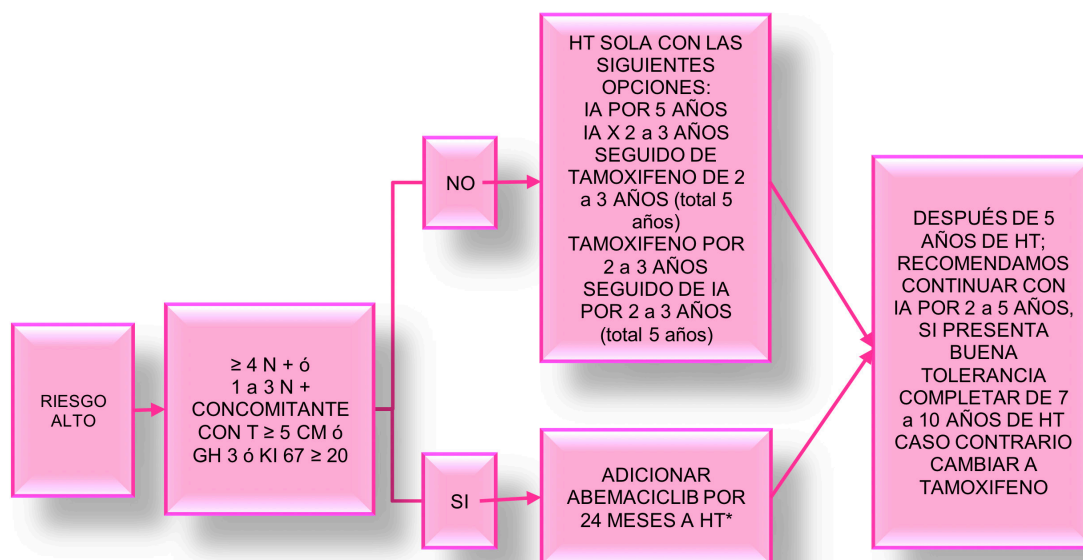 RIESGO
ALTO
≥ 4 N + ó
1 a 3 N +
CONCOMITANTE
CON T ≥ 5 CM ó
GH 3 ó KI 67 ≥ 20
NO
HT SOLA CON LAS
SIGUIENTES
OPCIONES:
IA POR 5 AÑOS
IA X 2 a 3 AÑOS
SEGUIDO DE
TAMOXIFENO DE 2
a 3 AÑOS (total 5
años)
TAMOXIFENO POR
2 a 3 AÑOS
SEGUIDO DE IA
POR 2 a 3 AÑOS
(total 5 años)
SI
ADICIONAR
ABEMACICLIB POR
24 MESES A HT*
DESPUÉS DE 5
AÑOS DE HT;
RECOMENDAMOS
CONTINUAR CON
IA POR 2 a 5 AÑOS,
SI PRESENTA
BUENA
TOLERANCIA
COMPLETAR DE 7
a 10 AÑOS DE HT
CASO CONTRARIO
CAMBIAR A
TAMOXIFENO